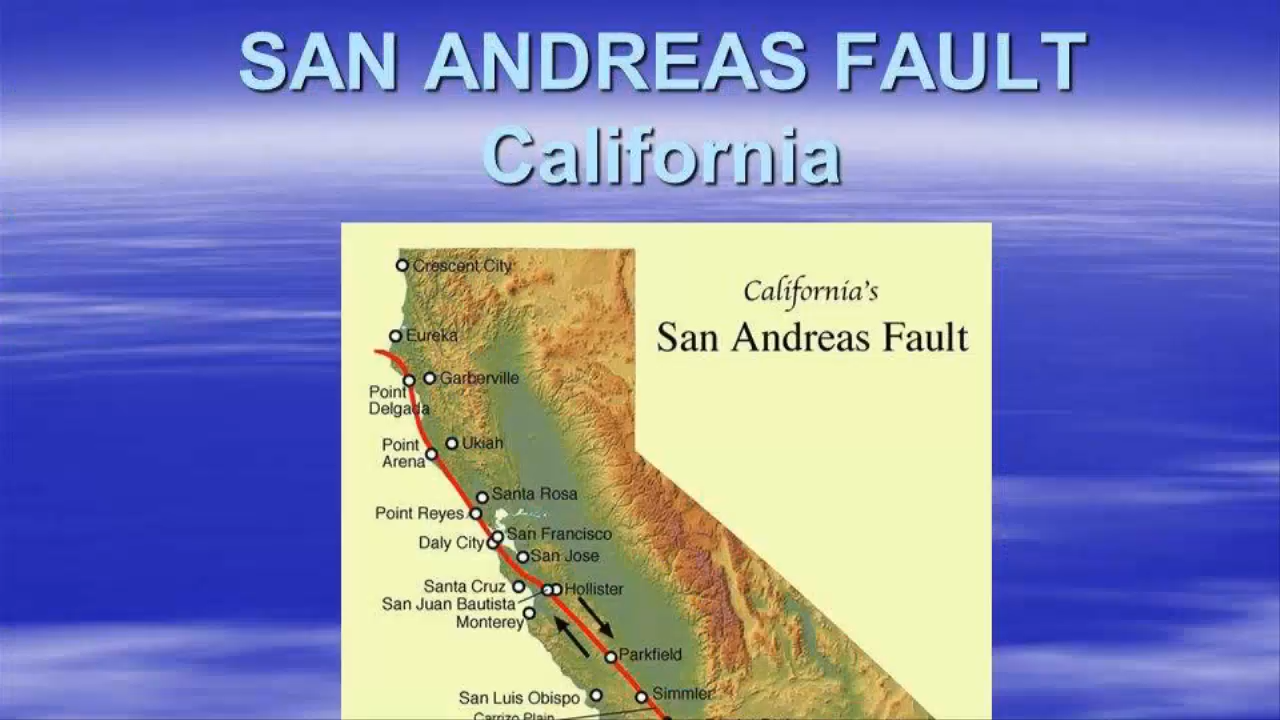 SAN ANDREAS FAULT
California
California's
San Andreas Fault
Crescent City
Eureka
Garberville
Point
Delgada
Ukiah
Point
Arena
Santa Rosa
Point Reyes
San Francisco
Daly City
San Jose
Santa Cruz
Hollister
San Juan Bautista
Monterey
Parkfield
San Luis Obispo
Simmler
Carrizo Plain